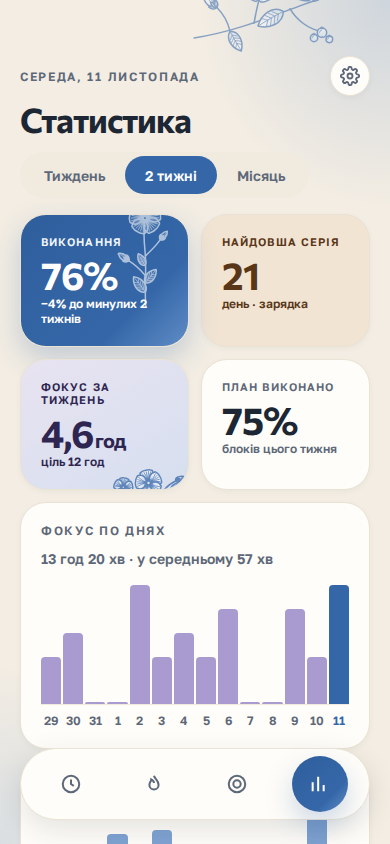 СЕРЕДА, 11 ЛИСТОПАДА
Статистика
Тиждень 2 тижні Місяць
ВИКОНАННЯ
76%
−4% до минулих 2
тижнів
НАЙДОВША СЕРІЯ
21
день · зарядка
ФОКУС ЗА
ТИЖДЕНЬ
4,6 год
ціль 12 год
ПЛАН ВИКОНАНО
75%
блоків цього тижня
ФОКУС ПО ДНЯХ
13 год 20 хв · у середньому 57 хв
29 30 31 1 2 3 4 5 6 7 8 9 10 11